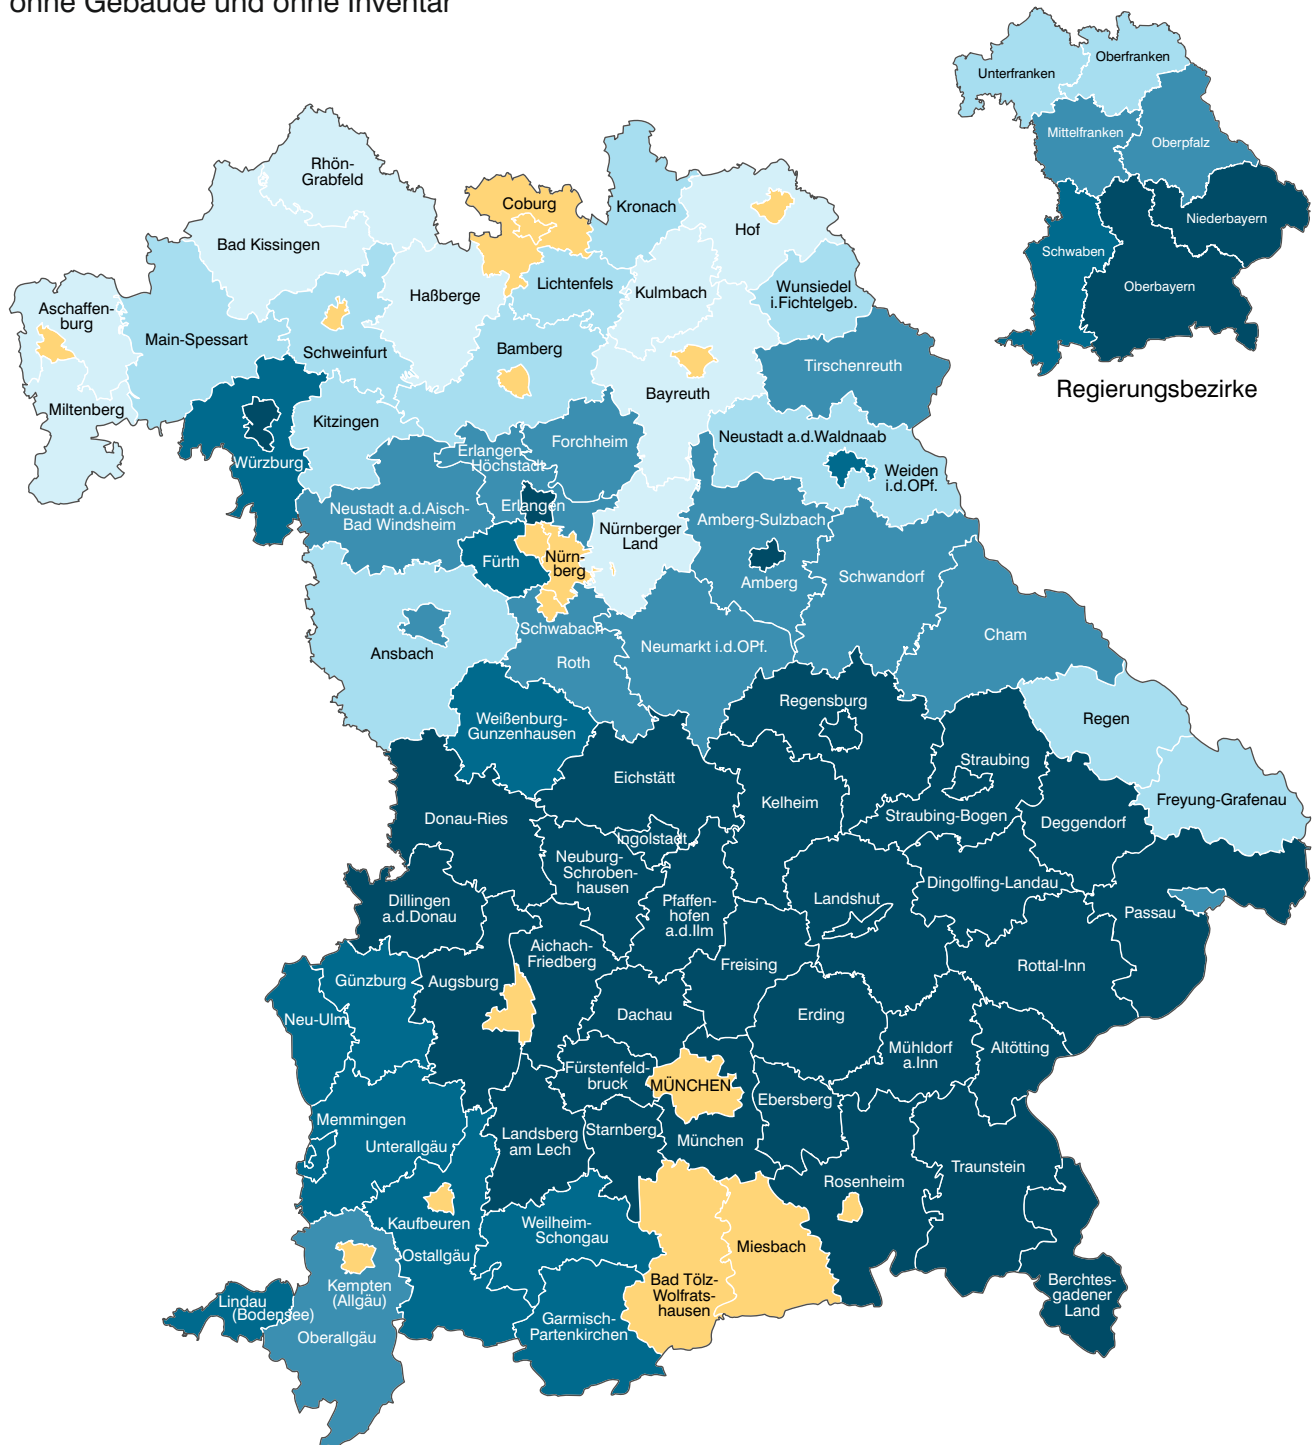 ohne Gebäude und ohne Inventar
Unterfranken
Oberfranken
Mittelfranken
Oberpfalz
Niederbayern
Schwaben
Oberbayern
Regierungsbezirke
Rhön-
Grabfeld
Coburg
Kronach
Hof
Bad Kissingen
Haßberge
Lichtenfels
Kulmbach
Wunsiedel
i.Fichtelgeb.
Aschaffen-
burg
Main-Spessart
Schweinfurt
Bamberg
Tirschenreuth
Bayreuth
Miltenberg
Kitzingen
Forchheim
Neustadt a.d.Waldnaab
Erlangen-
Höchstadt
Würzburg
Weiden
i.d.OPf.
Neustadt a.d.Aisch-
Bad Windsheim
Erlangen
Nürnberger
Land
Amberg-Sulzbach
Fürth
Nürn-
berg
Amberg
Schwandorf
Schwabach
Ansbach
Roth
Neumarkt i.d.OPf.
Cham
Regensburg
Regen
Weißenburg-
Gunzenhausen
Eichstätt
Straubing
Kelheim
Freyung-Grafenau
Donau-Ries
Straubing-Bogen
Deggendorf
Ingolstadt
Neuburg-
Schroben-
hausen
Dingolfing-Landau
Dillingen
a.d.Donau
Pfaffen-
hofen
a.d.Ilm
Landshut
Passau
Aichach-
Friedberg
Freising
Rottal-Inn
Günzburg
Augsburg
Neu-Ulm
Dachau
Erding
Mühldorf
a.Inn
Altötting
Fürstenfeld-
bruck
MÜNCHEN
Ebersberg
Memmingen
Unterallgäu
Landsberg
am Lech
Starnberg
München
Traunstein
Rosenheim
Kaufbeuren
Weilheim-
Schongau
Ostallgäu
Miesbach
Kempten
(Allgäu)
Bad Tölz-
Wolfrats-
hausen
Berchtes-
gadener
Land
Lindau
(Bodensee)
Oberallgäu
Garmisch-
Partenkirchen